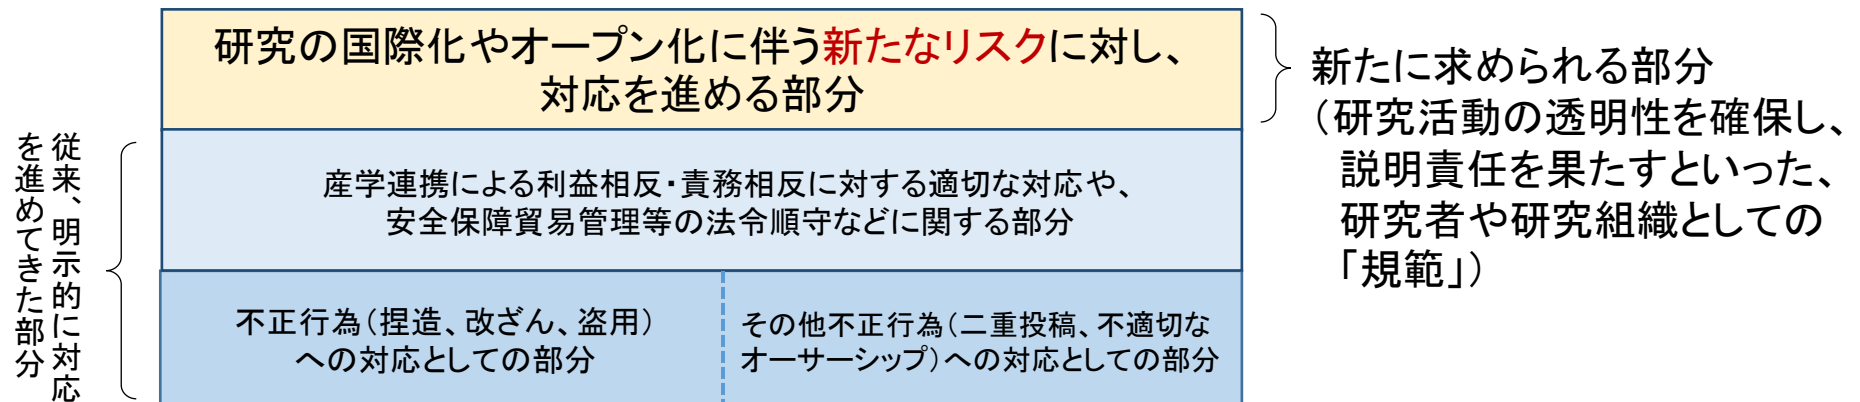 研究の国際化やオープン化に伴う新たなリスクに対し、
対応を進める部分
新たに求められる部分
（研究活動の透明性を確保し、
説明責任を果たすといった、
研究者や研究組織としての
「規範」）
従来、明示的に対応
を進めてきた部分
産学連携による利益相反・責務相反に対する適切な対応や、
安全保障貿易管理等の法令順守などに関する部分
不正行為（捏造、改ざん、盗用）
への対応としての部分
その他不正行為（二重投稿、不適切な
オーサーシップ）への対応としての部分